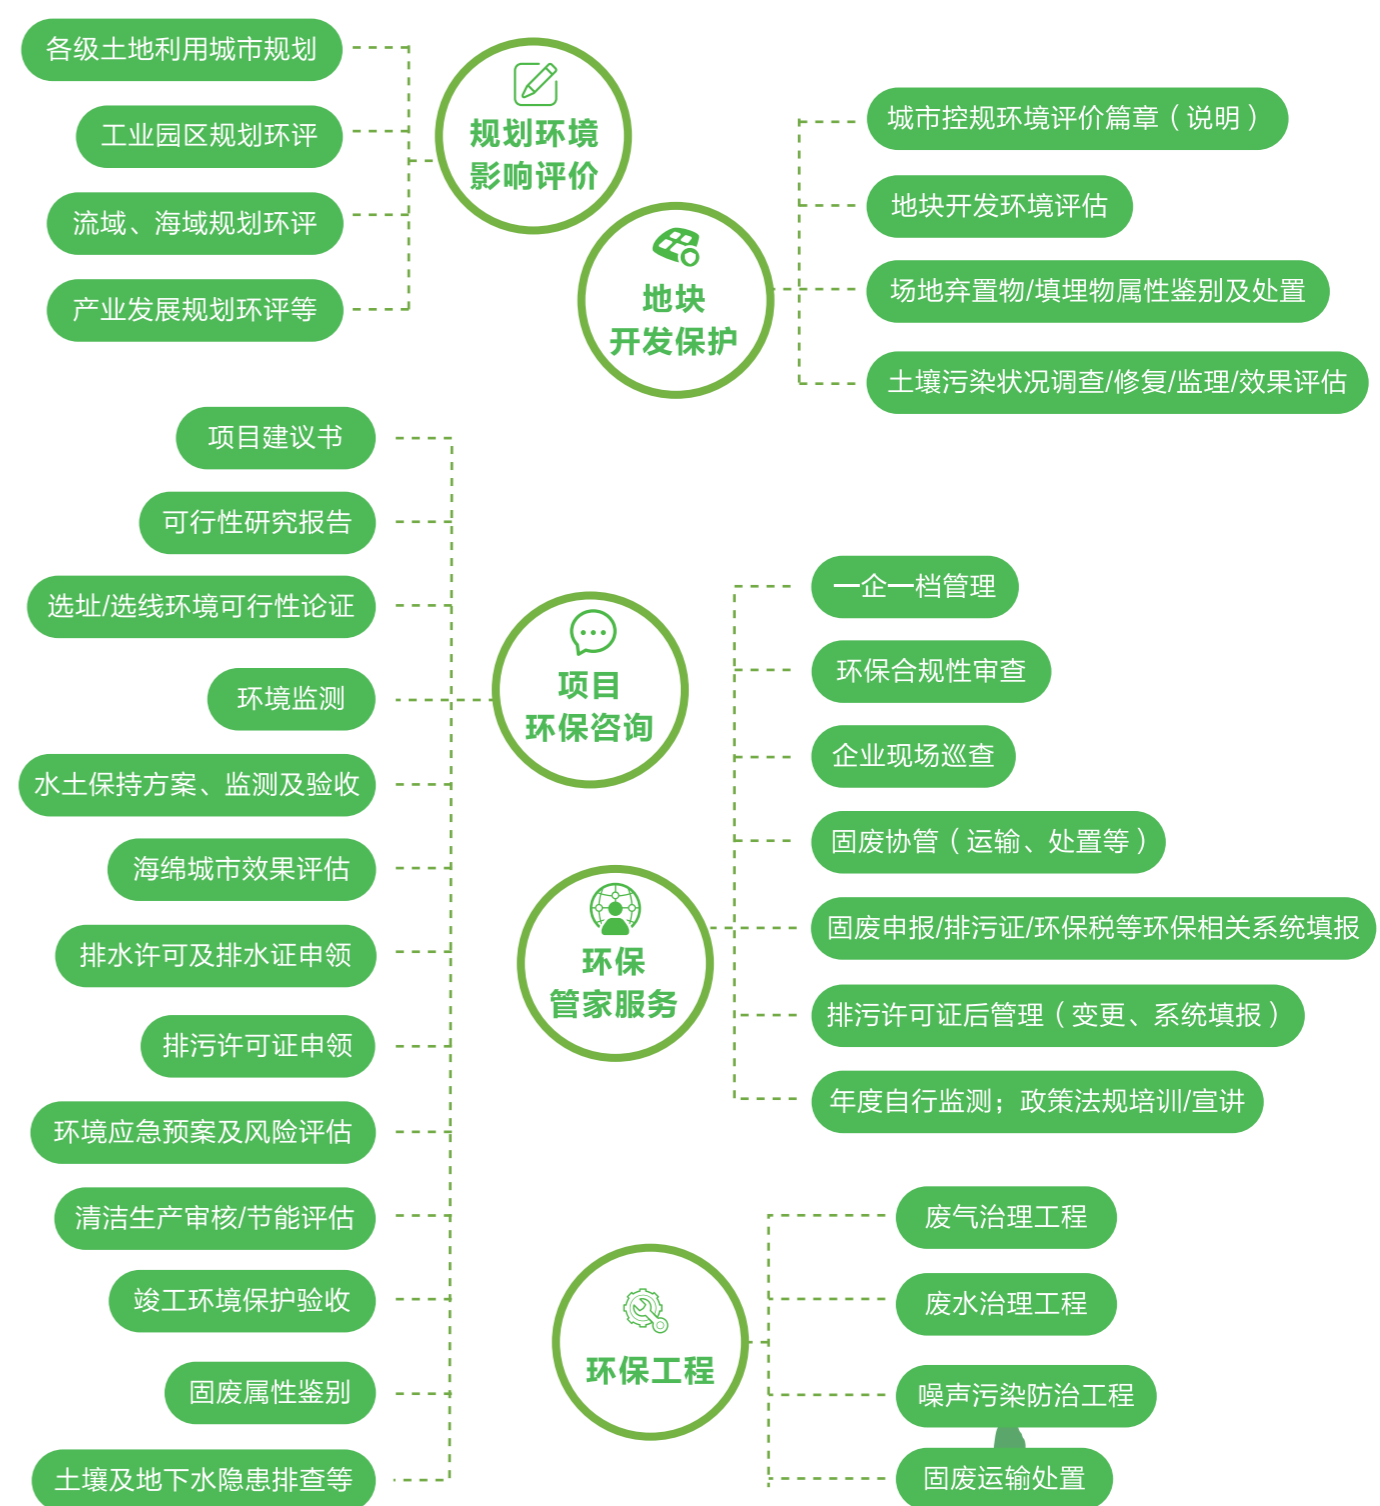 各级土地利用城市规划
工业园区规划环评
流域、海域规划环评
产业发展规划环评等
规划环境
影响评价
地块
开发保护
城市控规环境评价篇章（说明）
地块开发环境评估
场地弃置物/填埋物属性鉴别及处置
土壤污染状况调查/修复/监理/效果评估
项目建议书
可行性研究报告
选址/选线环境可行性论证
环境监测
水土保持方案、监测及验收
海绵城市效果评估
排水许可及排水证申领
排污许可证申领
环境应急预案及风险评估
清洁生产审核/节能评估
竣工环境保护验收
固废属性鉴别
土壤及地下水隐患排查等
项目
环保咨询
环保
管家服务
一企一档管理
环保合规性审查
企业现场巡查
固废协管（运输、处置等）
固废申报/排污证/环保税等环保相关系统填报
排污许可证后管理（变更、系统填报）
年度自行监测；政策法规培训/宣讲
环保工程
废气治理工程
废水治理工程
噪声污染防治工程
固废运输处置